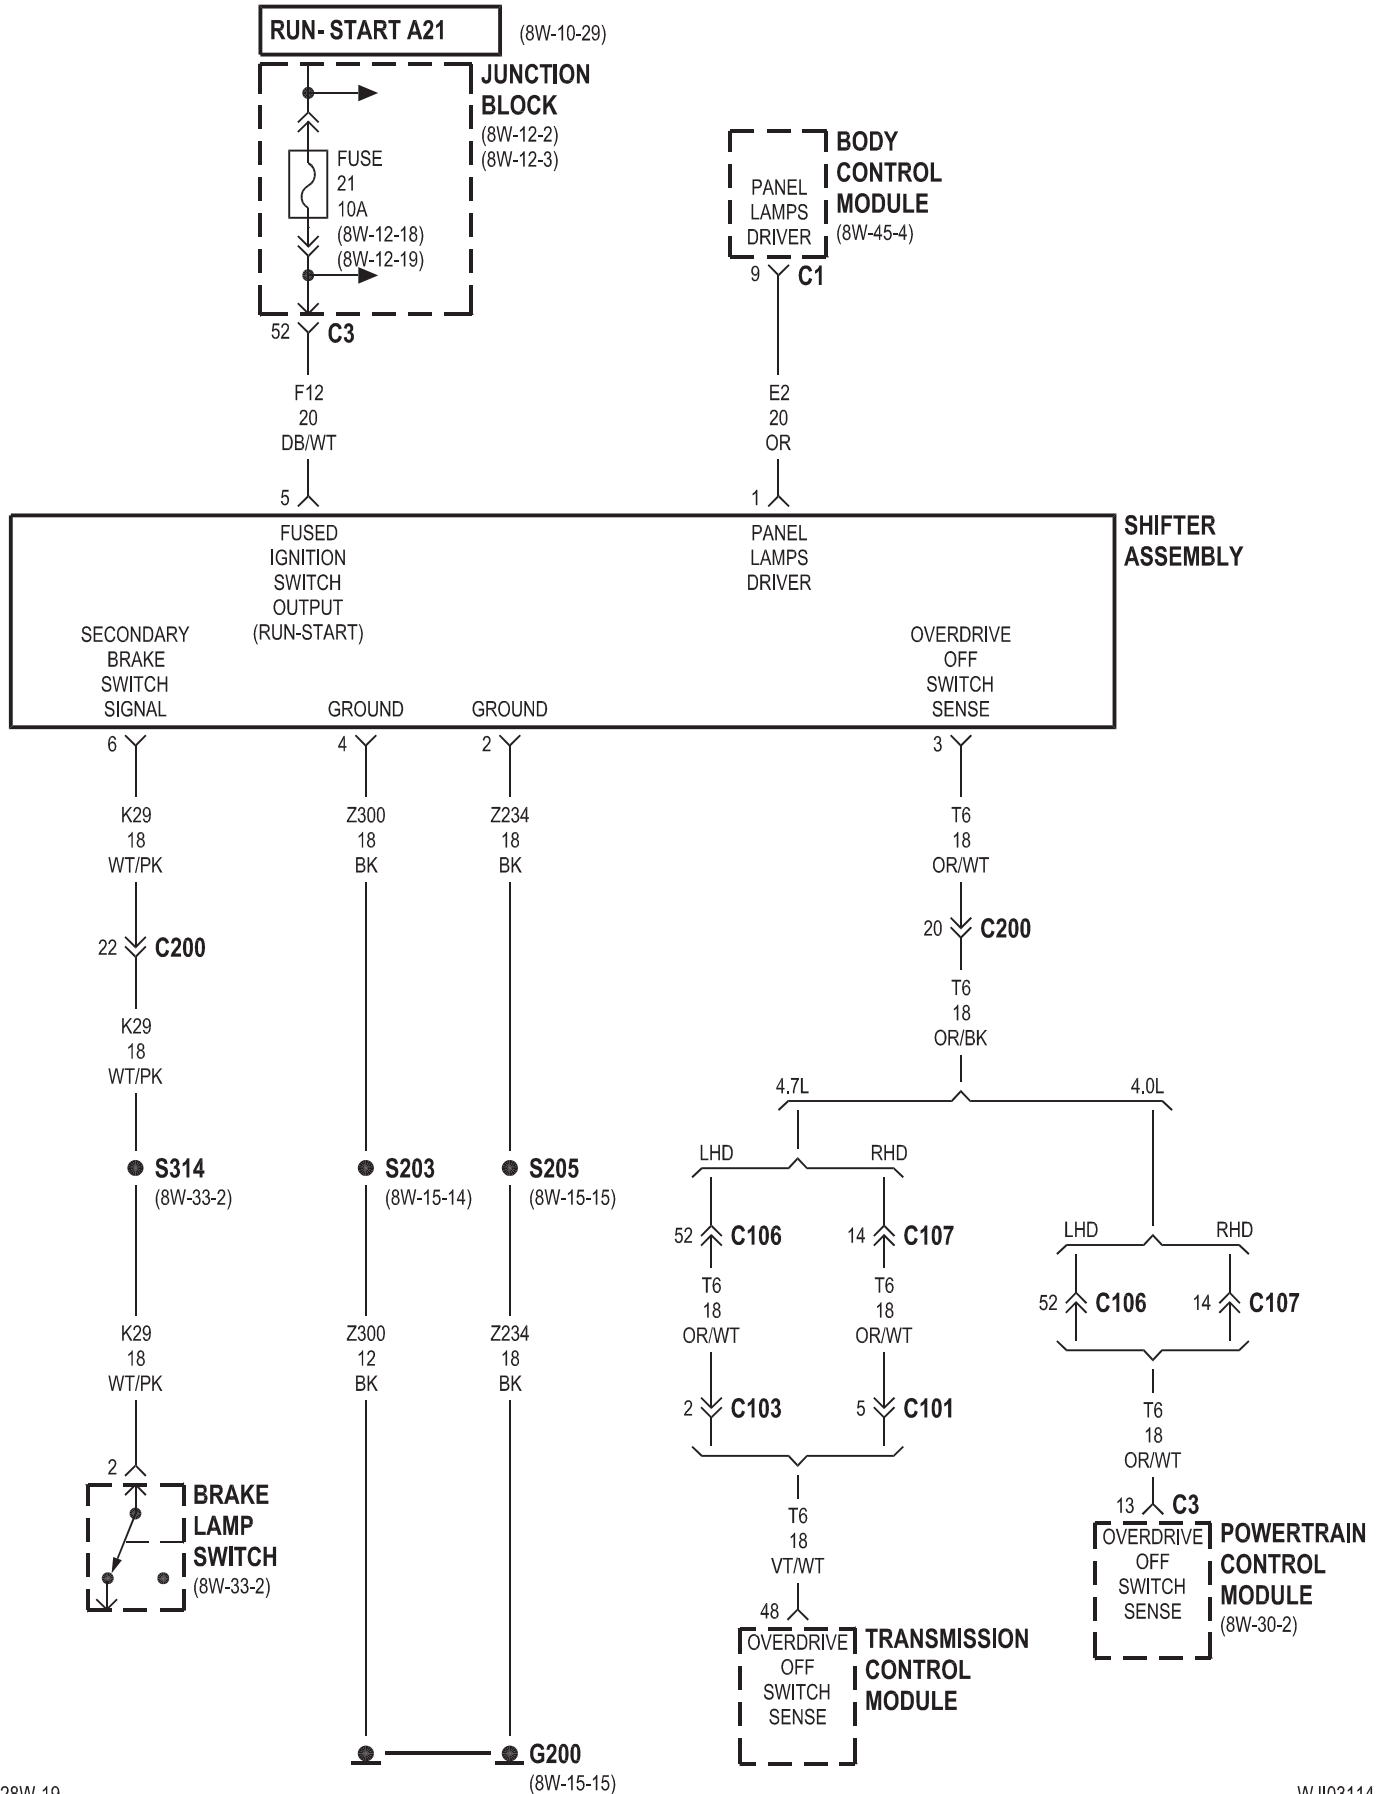 RUN- START A21
(8W-10-29)
JUNCTION
BLOCK
(8W-12-2)
(8W-12-3)
FUSE
21
10A
(8W-12-18)
(8W-12-19)
52
C3
BODY
CONTROL
MODULE
(8W-45-4)
PANEL
LAMPS
DRIVER
9
C1
F12
20
DB/WT
E2
20
OR
5
1
SHIFTER
ASSEMBLY
FUSED
IGNITION
SWITCH
OUTPUT
(RUN-START)
PANEL
LAMPS
DRIVER
SECONDARY
BRAKE
SWITCH
SIGNAL
GROUND
GROUND
OVERDRIVE
OFF
SWITCH
SENSE
6
4
2
3
K29
18
WT/PK
Z300
18
BK
Z234
18
BK
T6
18
OR/WT
22
C200
20
C200
K29
18
WT/PK
T6
18
OR/BK
4.7L
4.0L
S314
(8W-33-2)
S203
(8W-15-14)
S205
(8W-15-15)
LHD
RHD
52
C106
14
C107
LHD
RHD
52
C106
14
C107
T6
18
OR/WT
T6
18
OR/WT
K29
18
WT/PK
Z300
12
BK
Z234
18
BK
2
C103
5
C101
T6
18
OR/WT
2
BRAKE
LAMP
SWITCH
(8W-33-2)
T6
18
VT/WT
13
C3
OVERDRIVE
OFF
SWITCH
SENSE
POWERTRAIN
CONTROL
MODULE
(8W-30-2)
48
OVERDRIVE
OFF
SWITCH
SENSE
TRANSMISSION
CONTROL
MODULE
G200
(8W-15-15)
28W-19
WJI03114